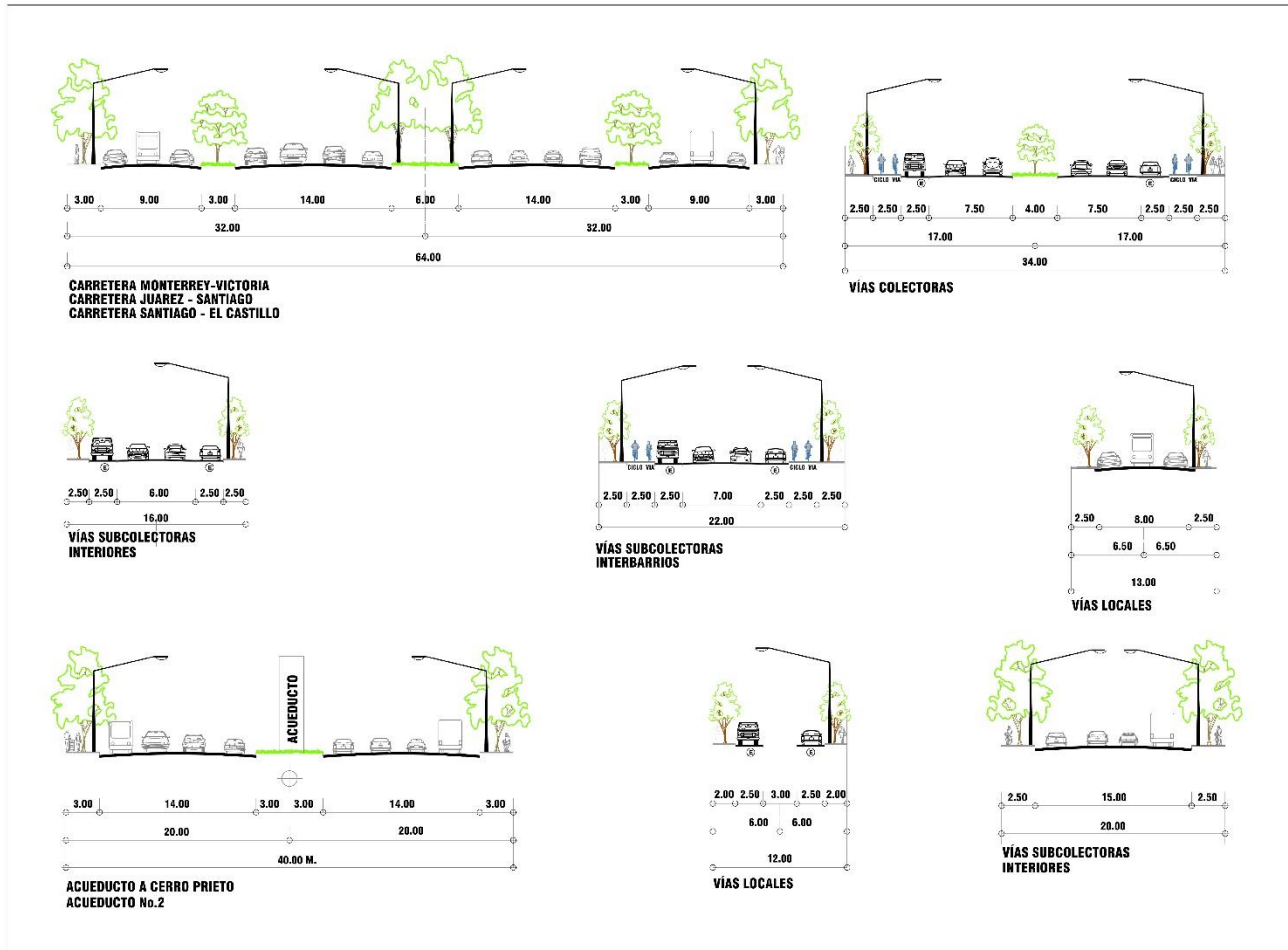 3.00 9.00 3.00 14.00 6.00 14.00 3.00 9.00 3.00
32.00 32.00
64.00
CARRETERA MONTERREY-VICTORIA
CARRETERA JUAREZ - SANTIAGO
CARRETERA SANTIAGO - EL CASTILLO
CICLO VIA CICLO VIA
E E
2.50 2.50 2.50 7.50 4.00 7.50 2.50 2.50 2.50
17.00 17.00
34.00
VÍAS COLECTORAS
E E
2.50 2.50 6.00 2.50 2.50
16.00
VÍAS SUBCOLECTORAS
INTERIORES
CICLO VIA CICLO VIA
E E
2.50 2.50 2.50 7.00 2.50 2.50 2.50
22.00
VÍAS SUBCOLECTORAS
INTERBARRIOS
2.50 8.00 2.50
6.50 6.50
13.00
VÍAS LOCALES
ACUEDUCTO
3.00 14.00 3.00 3.00 14.00 3.00
20.00 20.00
40.00 M.
ACUEDUCTO A CERRO PRIETO
ACUEDUCTO No.2
E E
2.00 2.50 3.00 2.50 2.00
6.00 6.00
12.00
VÍAS LOCALES
2.50 15.00 2.50
20.00
VÍAS SUBCOLECTORAS
INTERIORES